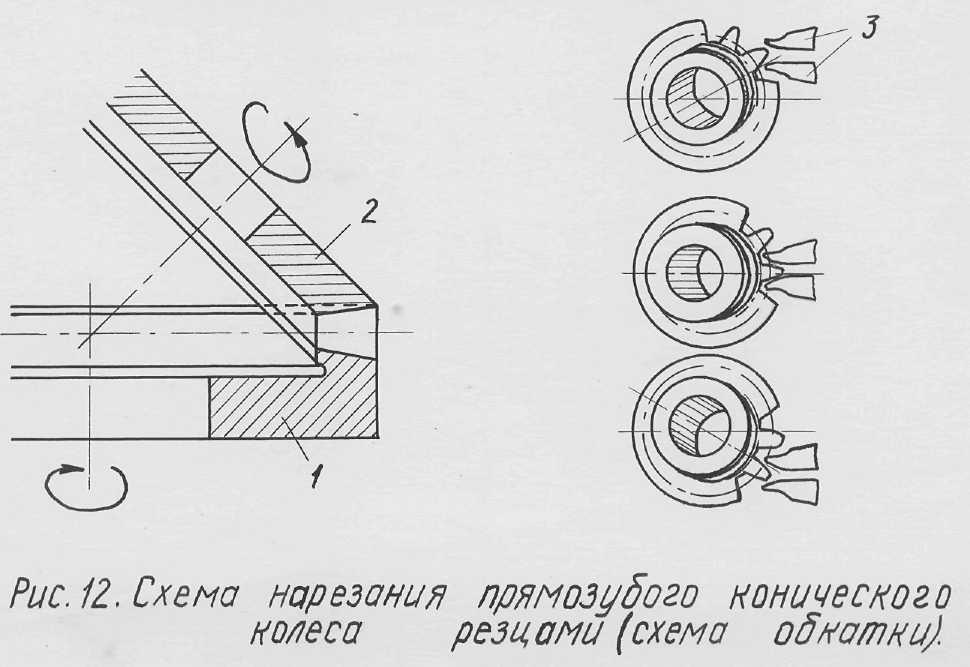 3
2
1
Рис. 12. Схема нарезания прямозубого конического
колеса резцами (схема обкатки).